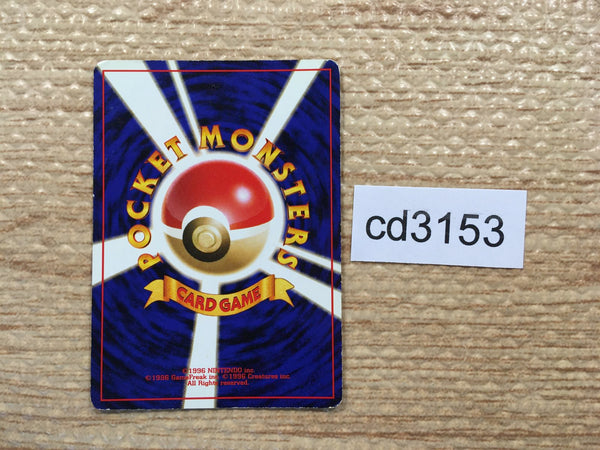 POCKET MONSTERS
CARD GAME
©1996 NINTENDO inc.
©1996 GameFreak inc. ©1996 Creatures inc.
All Rights reserved.
cd3153